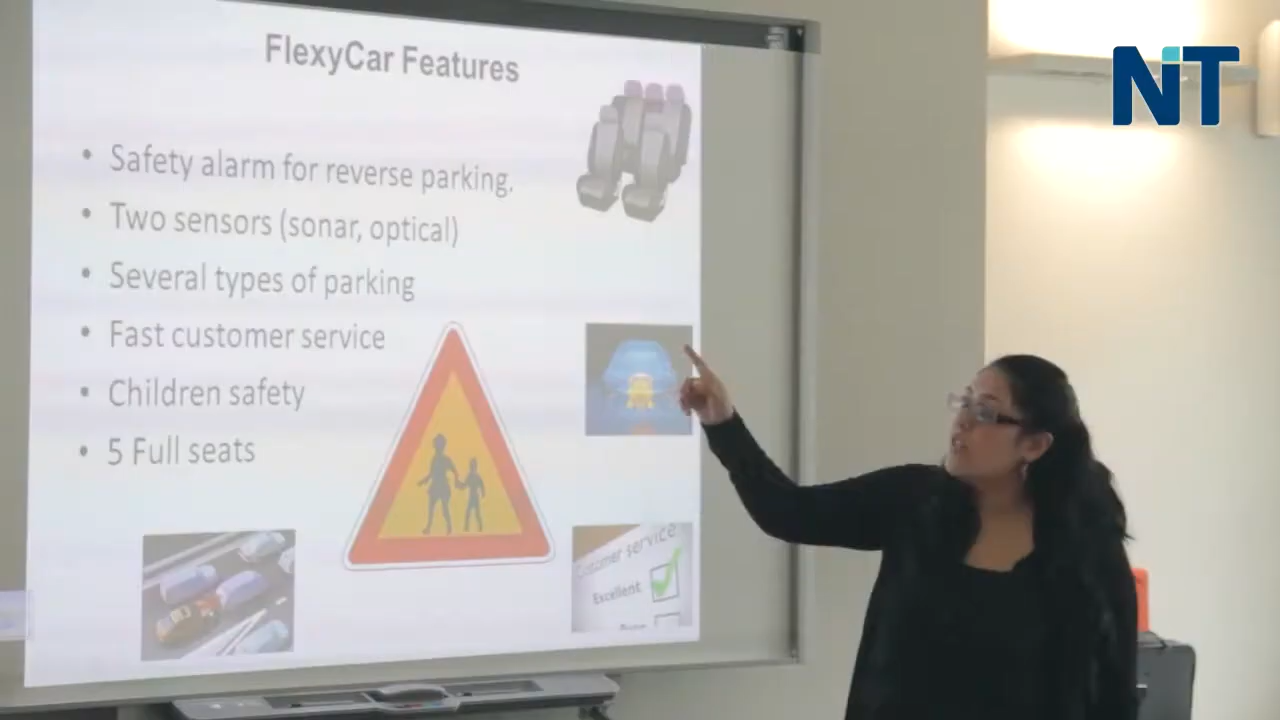 FlexyCar Features
NiT
• Safety alarm for reverse parking.
• Two sensors (sonar, optical)
• Several types of parking
• Fast customer service
• Children safety
• 5 Full seats
Customer service
Excellent